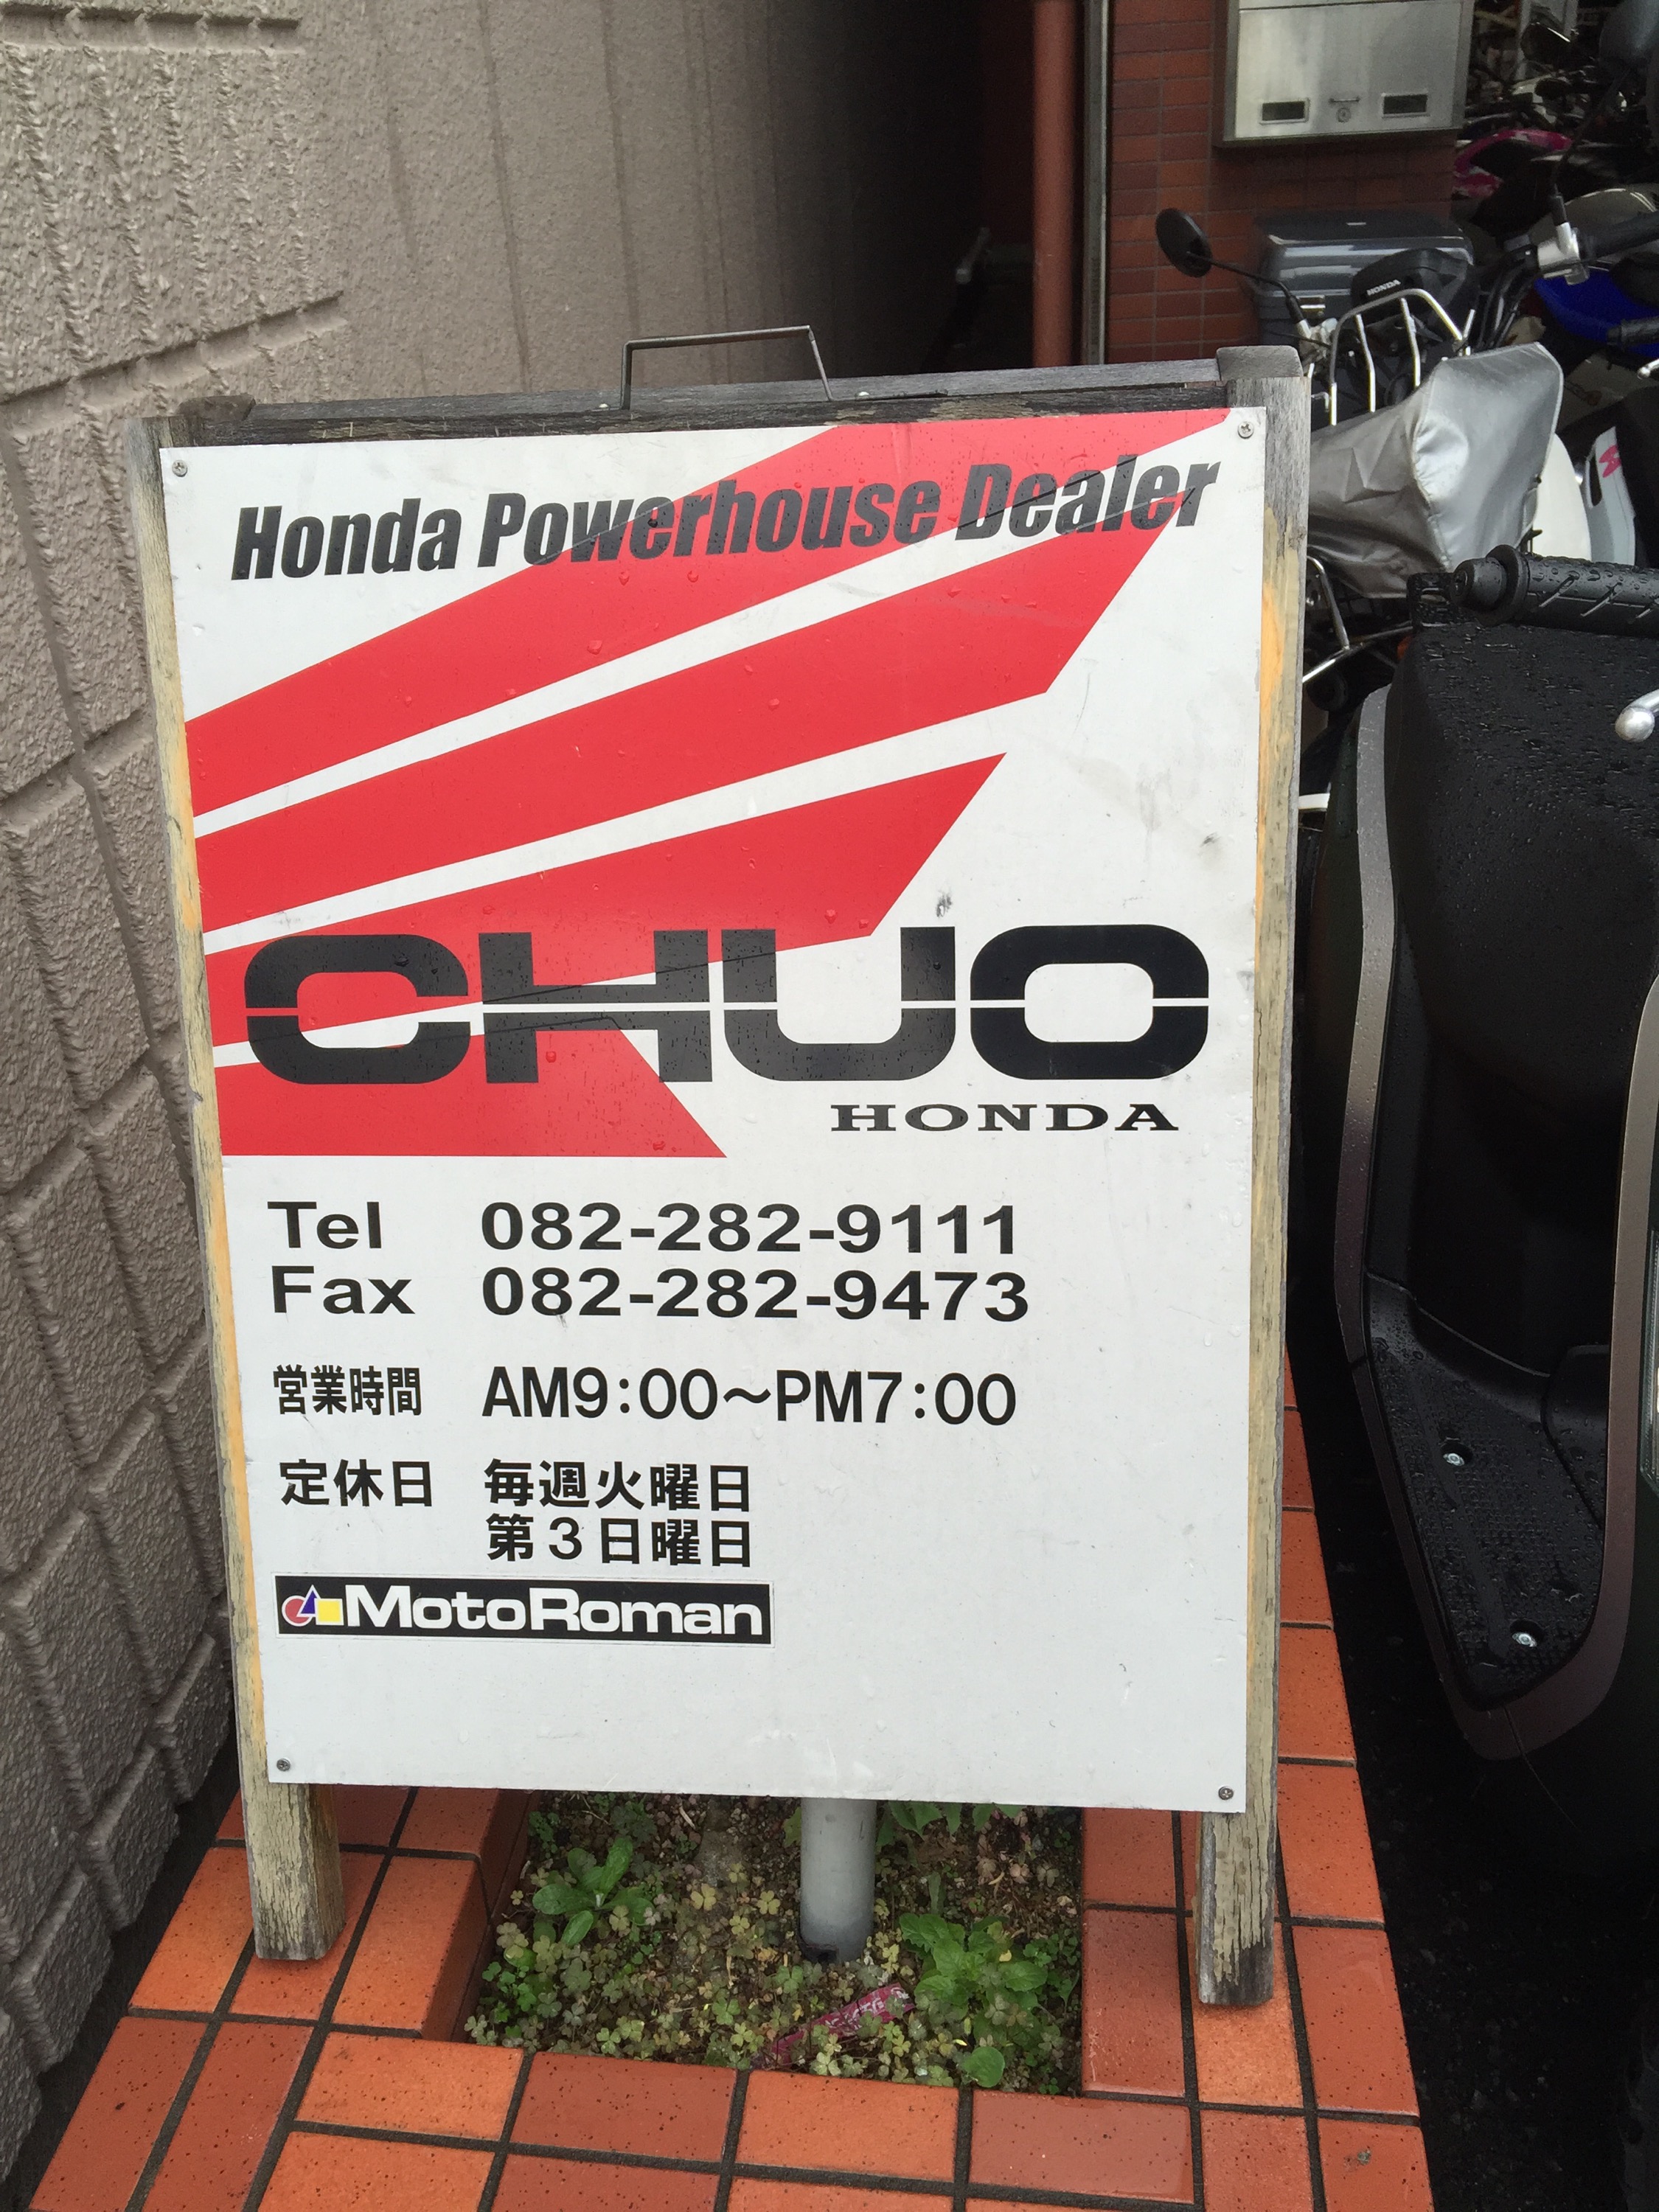 Honda Powerhouse Dealer
CHUO
HONDA
Tel 082-282-9111
Fax 082-282-9473
営業時間 AM9:00～PM7:00
定休日 毎週火曜日
第3日曜日
MotoRoman
HONDA